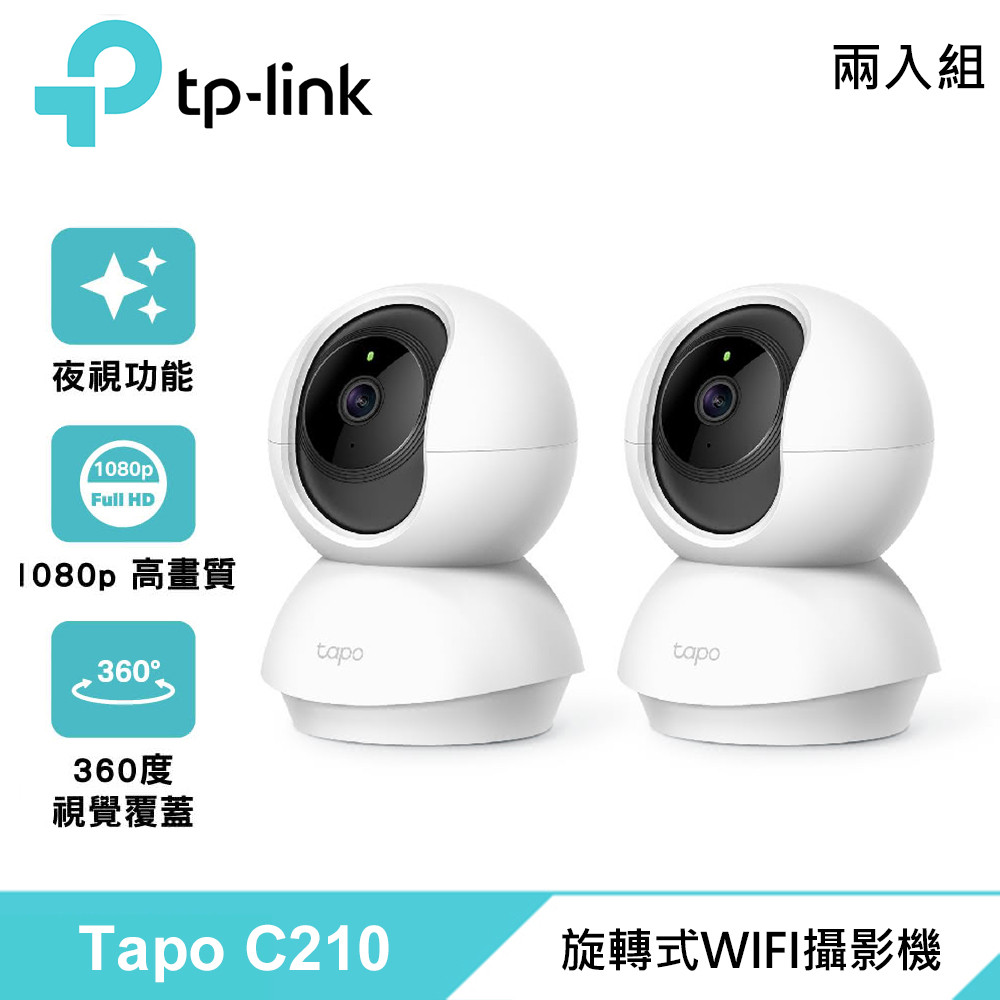 tp-link
兩入組
夜視功能
1080p
Full HD
1080p 高畫質
360°
360度
視覺覆蓋
tapo
tapo
Tapo C210
旋轉式WIFI攝影機